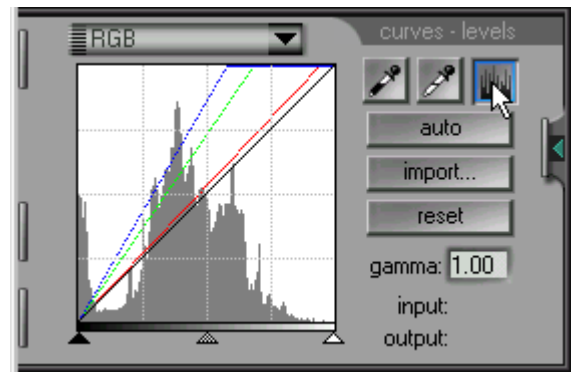 RGB
curves - levels
auto
import...
reset
gamma: 1.00
input:
output: